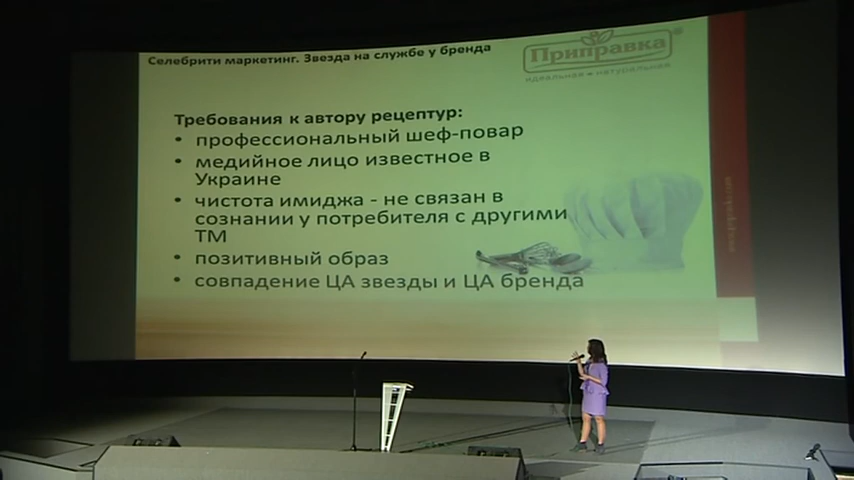 Селебрити маркетинг. Звезда на службе у бренда
Приправка®
идеальная • натуральная
Требования к автору рецептур:
• профессиональный шеф-повар
• медийное лицо известное в
Украине
• чистота имиджа - не связан в
сознании у потребителя с другими
ТМ
• позитивный образ
• совпадение ЦА звезды и ЦА бренда